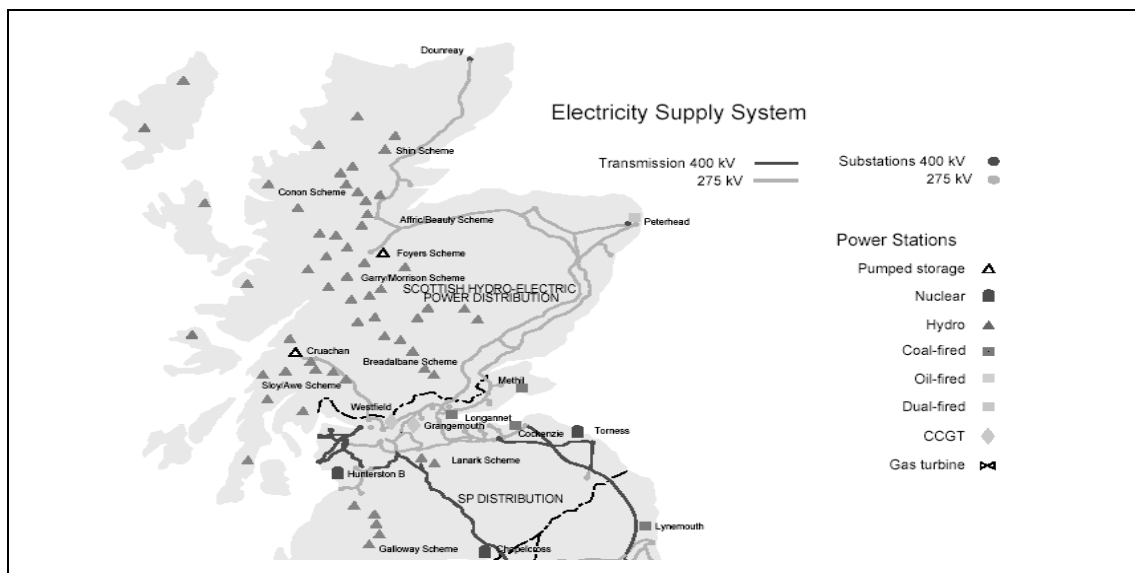 Dounreay
Electricity Supply System
Transmission 400 kV
275 kV
Substations 400 kV
275 kV
Shin Scheme
Conon Scheme
Affric/Beauty Scheme
Peterhead
Foyers Scheme
Garry/Morrison Scheme
SCOTTISH HYDRO-ELECTRIC
POWER DISTRIBUTION
Power Stations
Pumped storage
Nuclear
Hydro
Coal-fired
Oil-fired
Dual-fired
CCGT
Gas turbine
Cruachan
Breadalbane Scheme
Sloy/Awe Scheme
Methil
Westfield
Longannet
Grangemouth
Cockenzie
Torness
Lanark Scheme
Hunterston B
SP DISTRIBUTION
Lynemouth
Galloway Scheme
Chapelcross